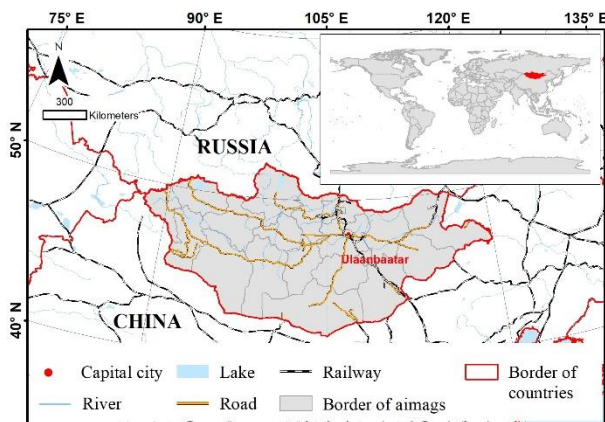 75° E 90° E 105° E 120° E 135° E
N
300
Kilometers
50° N
RUSSIA
Ulaanbaatar
40° N
CHINA
Capital city Lake Railway Border of countries
River Road Border of aimags